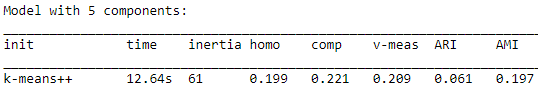 Model with 5 components:
init time inertia homo comp v-meas ARI AMI
k-means++ 12.64s 61 0.199 0.221 0.209 0.061 0.197